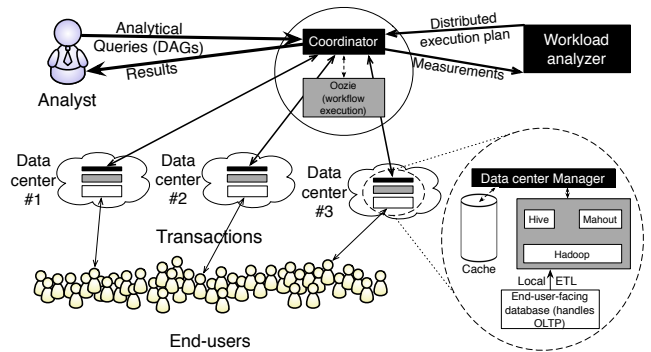 Analytical
Queries (DAGs)
Results
Analyst
Coordinator
Oozie
(workflow
execution)
Distributed
execution plan
Measurements
Workload
analyzer
Data
center
#1
Data
center
#2
Data
center
#3
Transactions
End-users
Data center Manager
Cache
Hive
Mahout
Hadoop
Local ETL
End-user-facing
database (handles
OLTP)